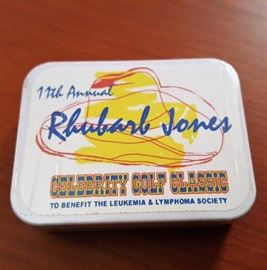 11th Annual
Rhubarb Jones
CELEBRITY GOLF CLASSIC
TO BENEFIT THE LEUKEMIA & LYMPHOMA SOCIETY